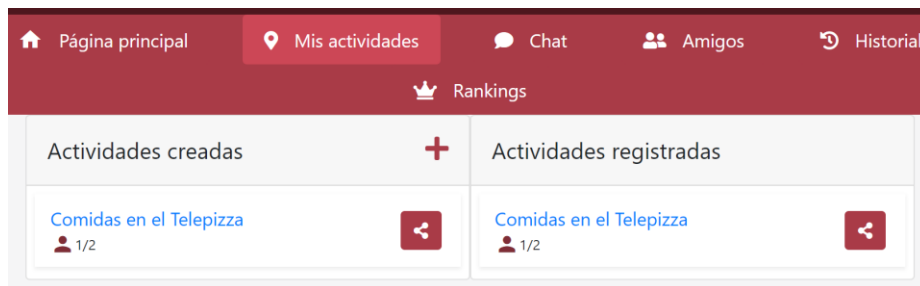 Página principal
Mis actividades
Chat
Amigos
Historial
Rankings
Actividades creadas
Actividades registradas
Comidas en el Telepizza
1/2
Comidas en el Telepizza
1/2